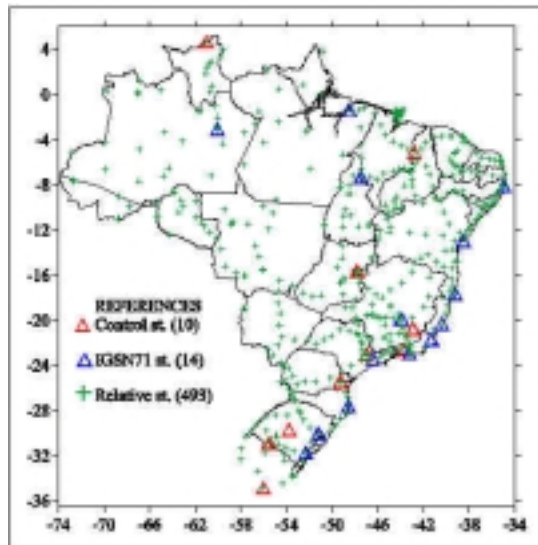 4
0
-4
-8
-12
-16
-20
-24
-28
-32
-36
REFERENCES
Control st. (10)
IGSN71 st. (14)
Relative st. (493)
-74 -70 -66 -62 -58 -54 -50 -46 -42 -38 -34